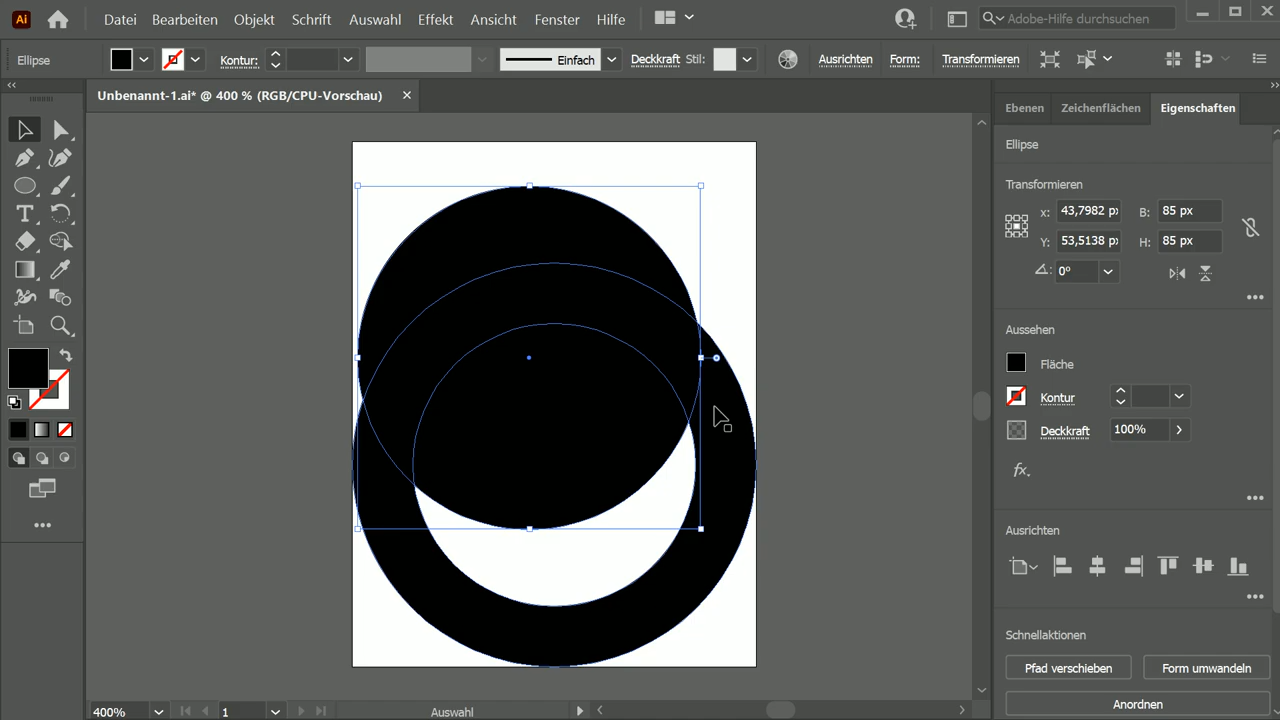 Ai
Datei Bearbeiten Objekt Schrift Auswahl Effekt Ansicht Fenster Hilfe
Adobe-Hilfe durchsuchen
Ellipse
Kontur:
Einfach
Deckkraft Stil:
Ausrichten
Form:
Transformieren
Unbenannt-1.ai* @ 400 % (RGB/CPU-Vorschau)
Ebenen Zeichenflächen Eigenschaften
Ellipse
Transformieren
X: 43,7982 px B: 85 px
Y: 53,5138 px H: 85 px
0°
Aussehen
Fläche
Kontur
Deckkraft 100%
fx.
Ausrichten
Schnellaktionen
Pfad verschieben Form umwandeln
Anordnen
400% 1 Auswahl